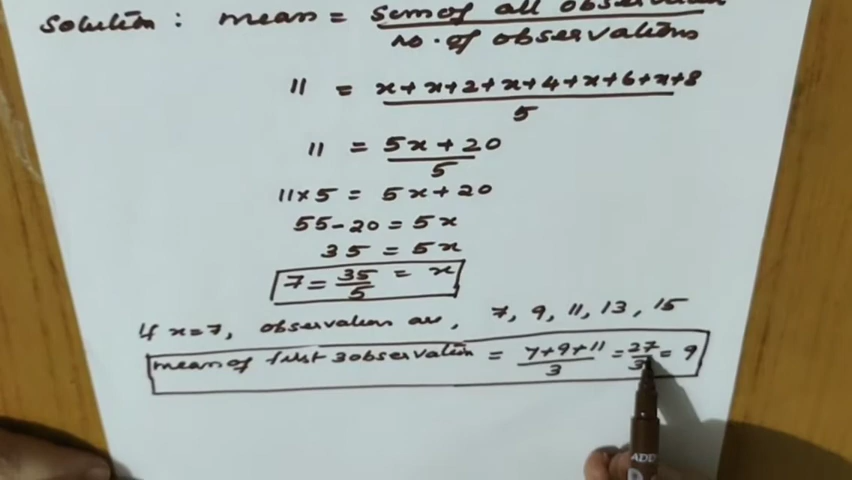 Solution : mean = Sum of all observation
No. of observations
11 = x+x+2+x+4+x+6+x+8
5
11 = 5x+20
5
11×5 = 5x+20
55-20 = 5x
35 = 5x
7 = 35/5 = x
If x=7, observation are, 7, 9, 11, 13, 15
mean of first 3 observation = 7+9+11/3 = 27/3 = 9
ADD